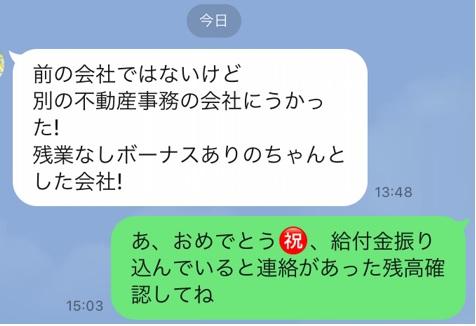 今日
前の会社ではないけど
別の不動産事務の会社にうかっ
た!
残業なしボーナスありのちゃんと
した会社!
13:48
あ、おめでとう㊗️、給付金振り
込んでいると連絡があった残高確
認してね
15:03